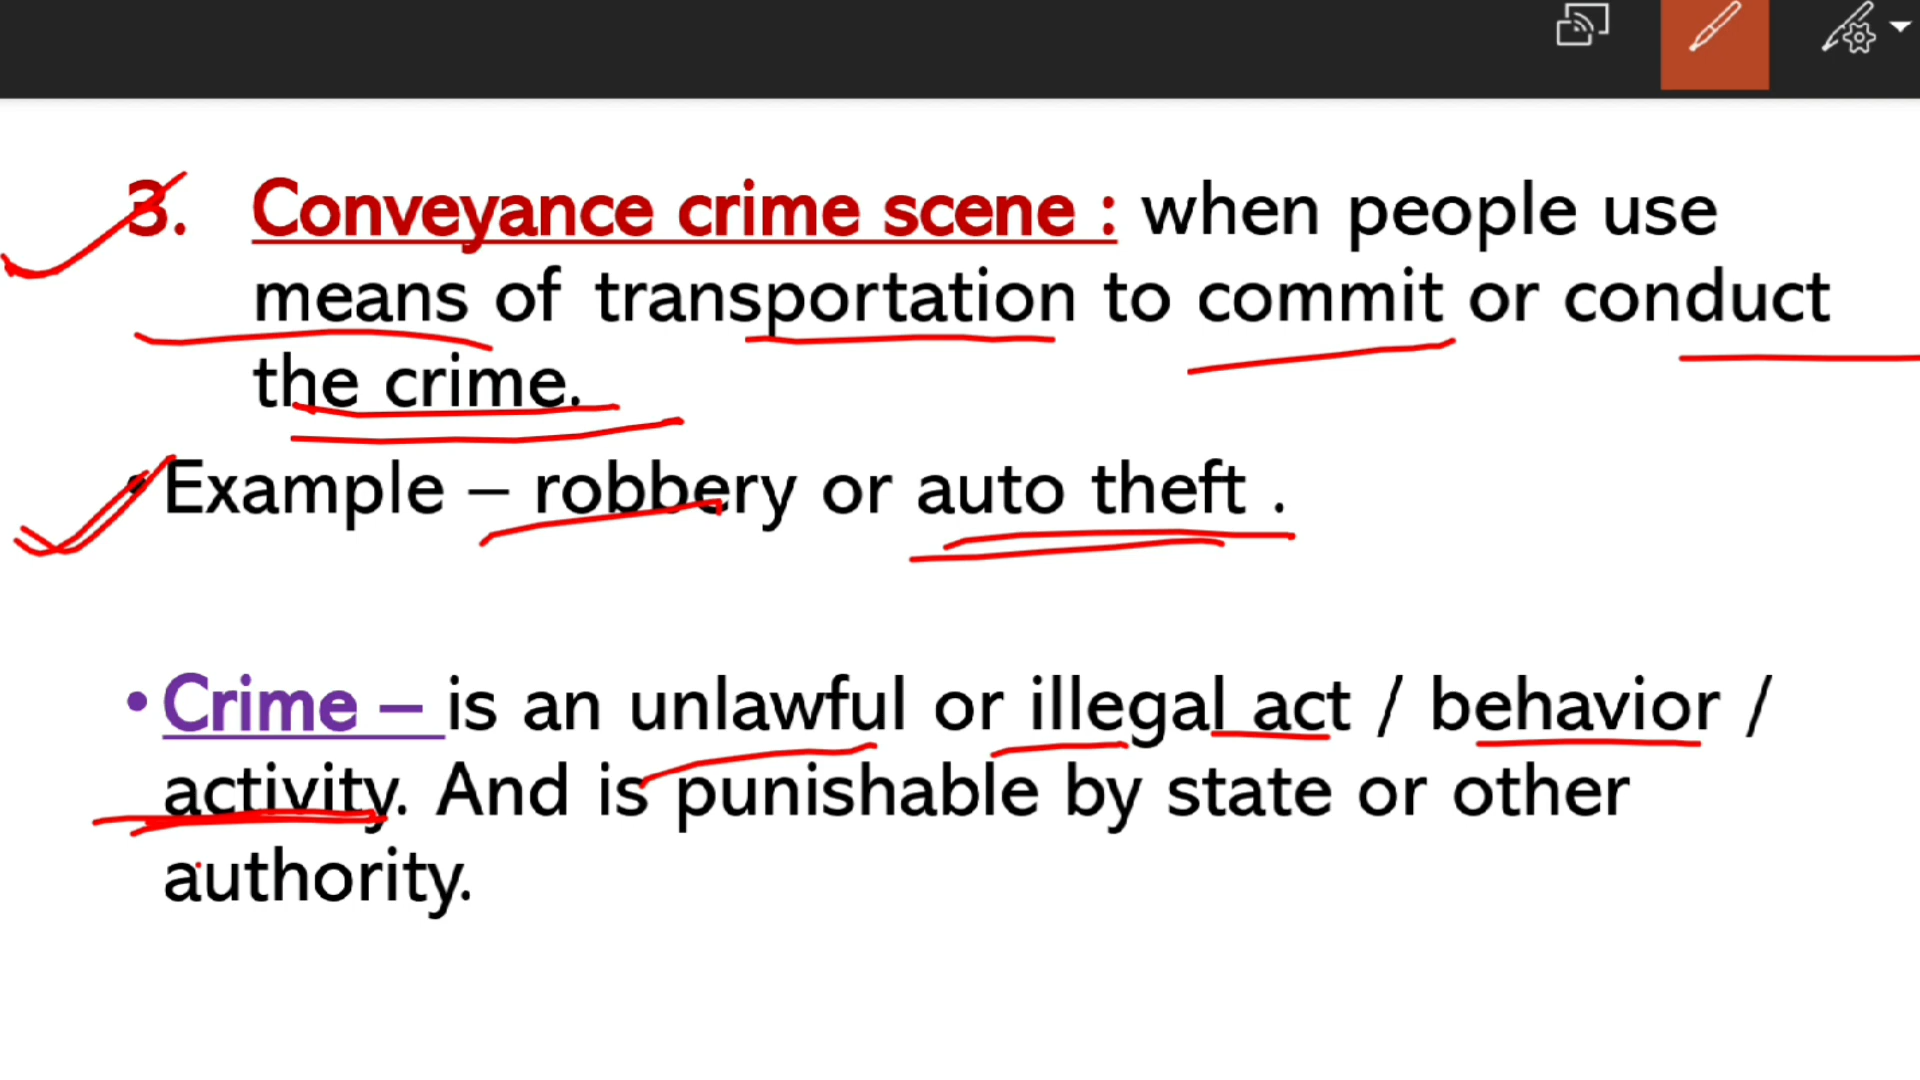 3. Conveyance crime scene : when people use
means of transportation to commit or conduct
the crime.
• Example – robbery or auto theft .
• Crime – is an unlawful or illegal act / behavior /
activity. And is punishable by state or other
authority.